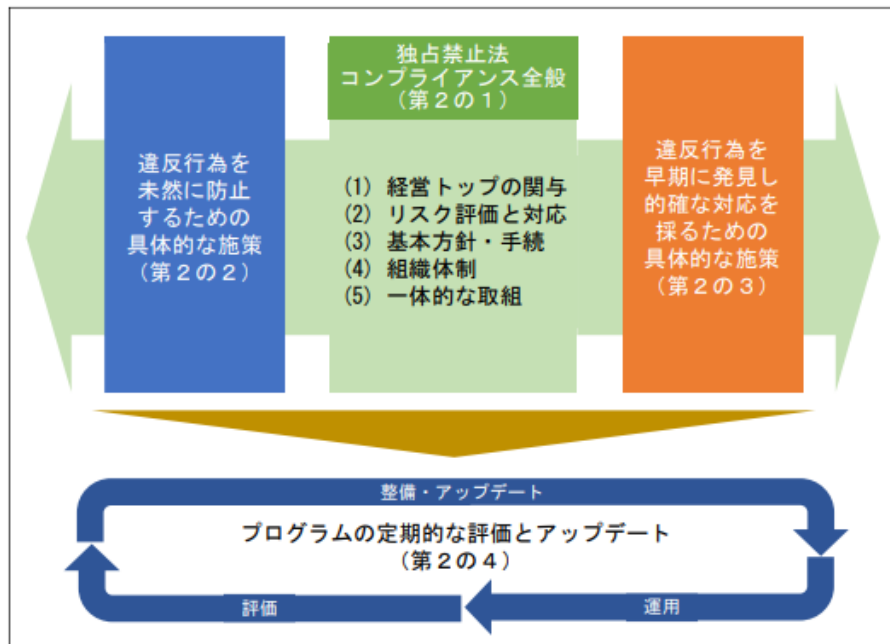 違反行為を
未然に防止
するための
具体的な施策
(第2の2)
独占禁止法
コンプライアンス全般
(第2の1)
(1) 経営トップの関与
(2) リスク評価と対応
(3) 基本方針・手続
(4) 組織体制
(5) 一体的な取組
違反行為を
早期に発見し
的確な対応を
採るための
具体的な施策
(第2の3)
整備・アップデート
プログラムの定期的な評価とアップデート
(第2の4)
評価
運用